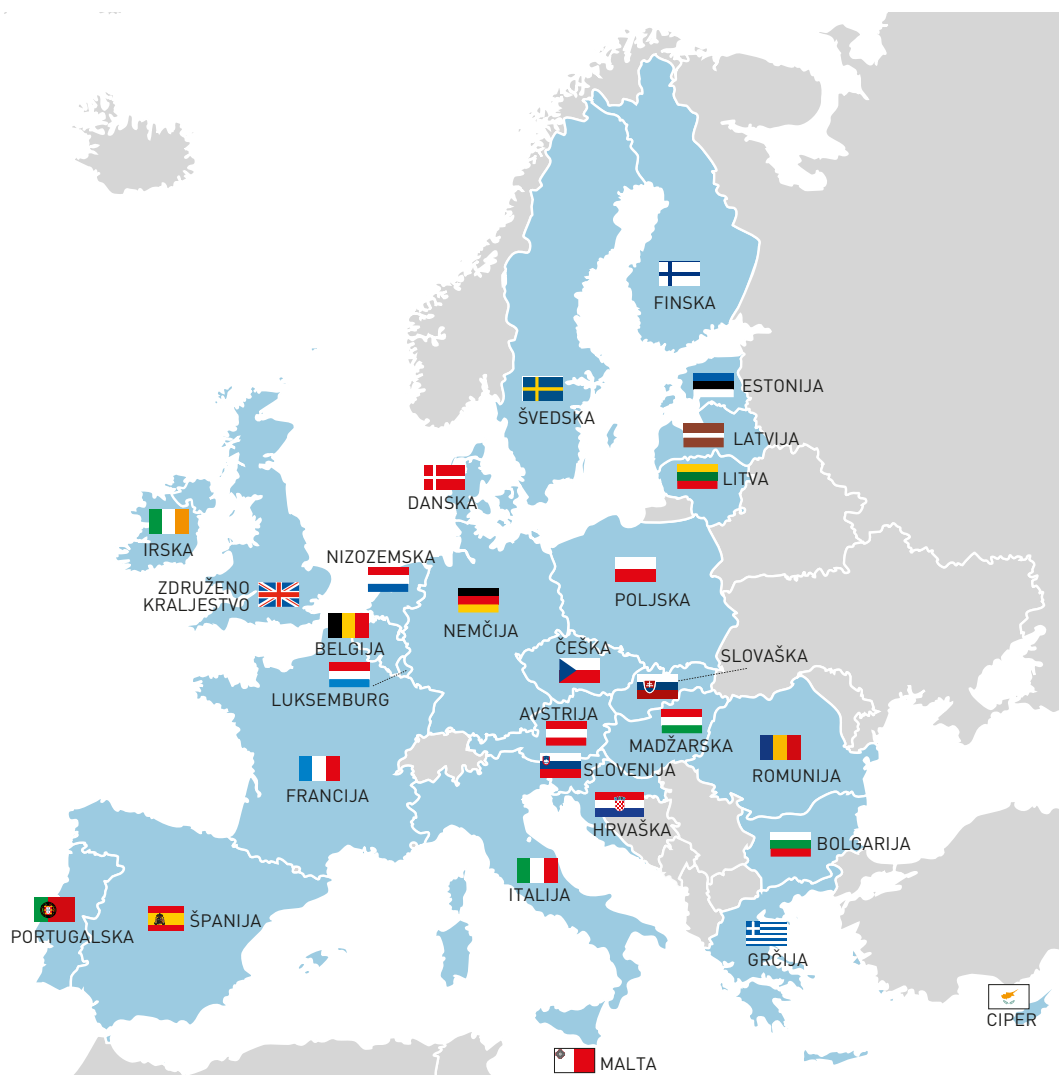 FINSKA
ESTONIJA
ŠVEDSKA
LATVIJA
LITVA
DANSKA
IRSKA
NIZOZEMSKA
ZDRUŽENO
KRALJESTVO
POLJSKA
NEMČIJA
BELGIJA
ČEŠKA
SLOVAŠKA
LUKSEMBURG
AVSTRIJA
MADŽARSKA
SLOVENIJA
ROMUNIJA
FRANCIJA
HRVAŠKA
BOLGARIJA
ITALIJA
ŠPANIJA
PORTUGALSKA
GRČIJA
CIPER
MALTA